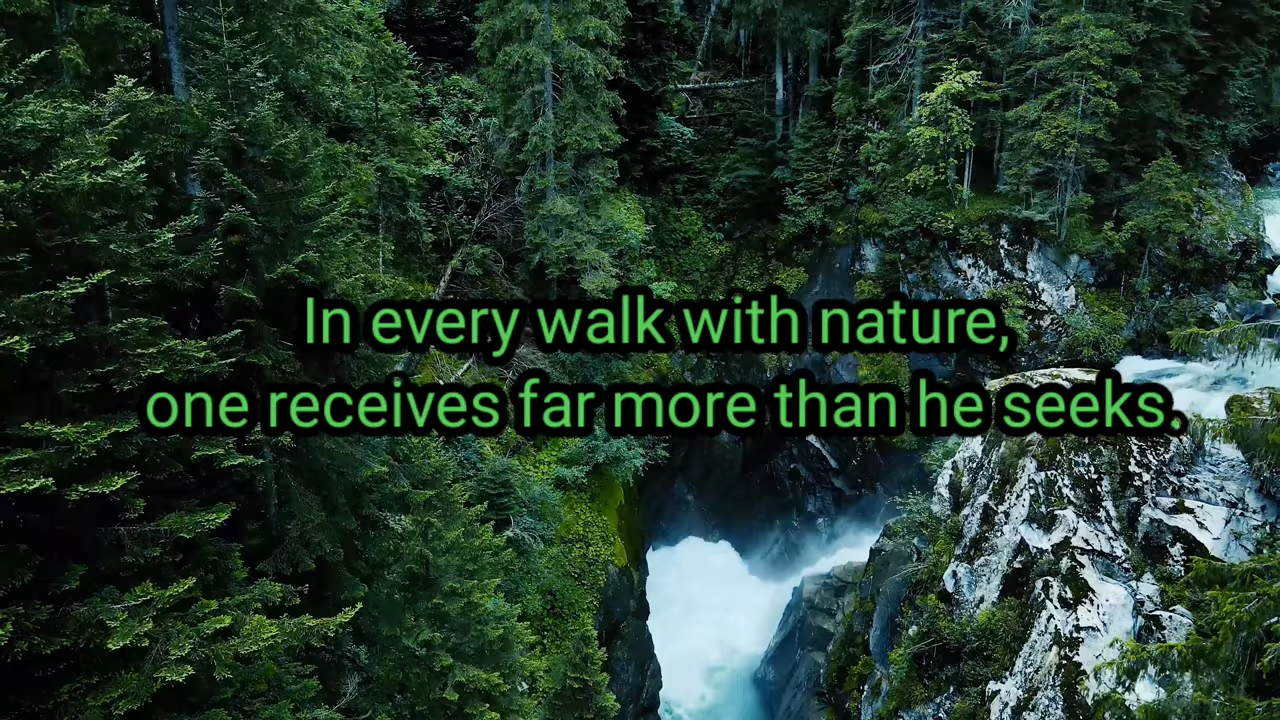 In every walk with nature,
one receives far more than he seeks.